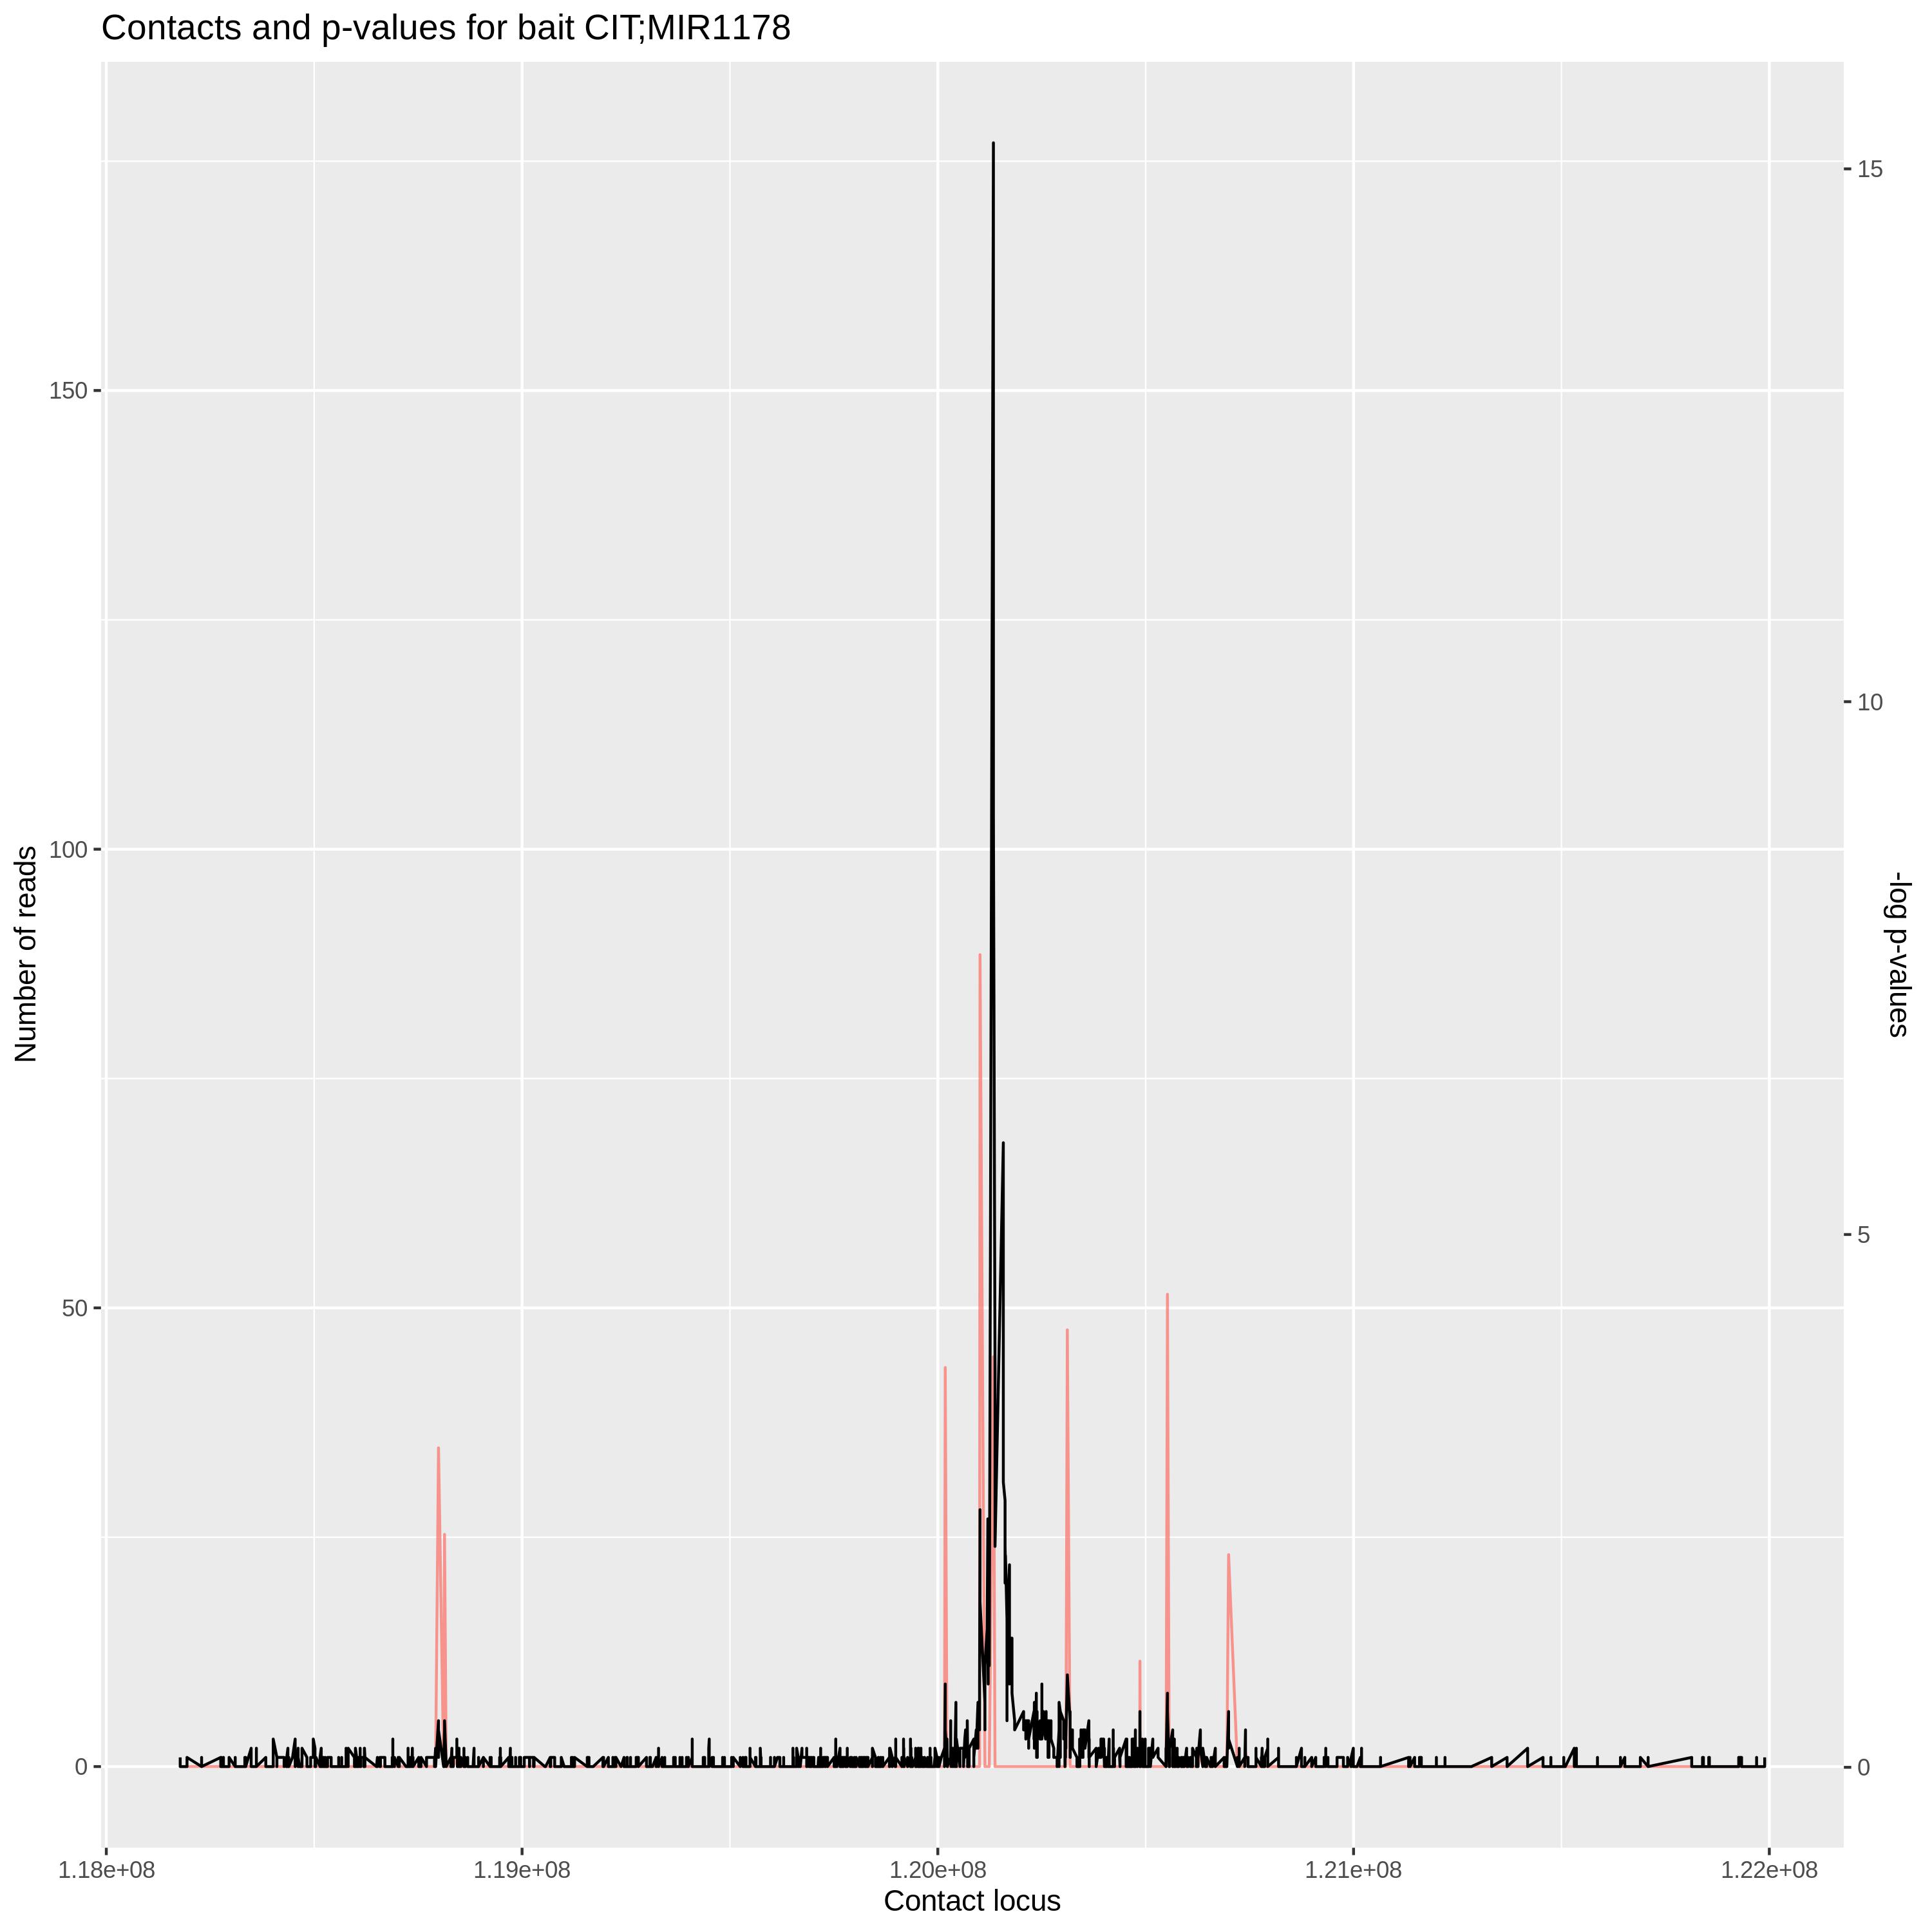 Contacts and p-values for bait CIT;MIR1178
Number of reads
150
100
50
0
15
10
5
0
-log p-values
1.18e+08
1.19e+08
1.20e+08
1.21e+08
1.22e+08
Contact locus